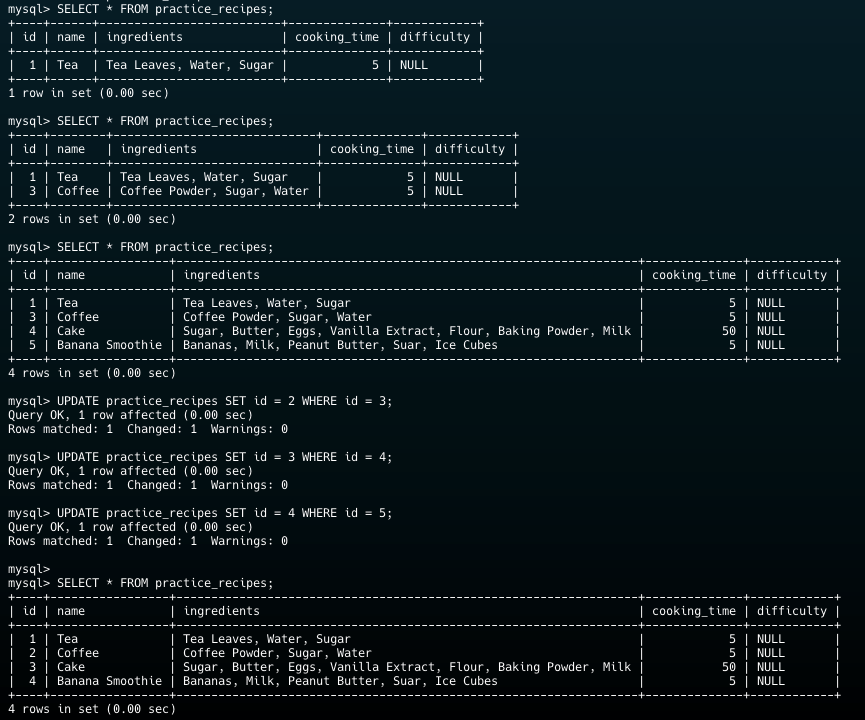 mysql> SELECT * FROM practice_recipes;
+----+------+-------------------------+--------------+------------+
| id | name | ingredients             | cooking_time | difficulty |
+----+------+-------------------------+--------------+------------+
|  1 | Tea  | Tea Leaves, Water, Sugar |            5 | NULL       |
+----+------+-------------------------+--------------+------------+
1 row in set (0.00 sec)
mysql> SELECT * FROM practice_recipes;
+----+--------+-----------------------------+--------------+------------+
| id | name   | ingredients                 | cooking_time | difficulty |
+----+--------+-----------------------------+--------------+------------+
|  1 | Tea    | Tea Leaves, Water, Sugar    |            5 | NULL       |
|  3 | Coffee | Coffee Powder, Sugar, Water |            5 | NULL       |
+----+--------+-----------------------------+--------------+------------+
2 rows in set (0.00 sec)
mysql> SELECT * FROM practice_recipes;
+----+----------------+------------------------------------------------------------------+--------------+------------+
| id | name           | ingredients                                                      | cooking_time | difficulty |
+----+----------------+------------------------------------------------------------------+--------------+------------+
|  1 | Tea            | Tea Leaves, Water, Sugar                                         |            5 | NULL       |
|  3 | Coffee         | Coffee Powder, Sugar, Water                                      |            5 | NULL       |
|  4 | Cake           | Sugar, Butter, Eggs, Vanilla Extract, Flour, Baking Powder, Milk |           50 | NULL       |
|  5 | Banana Smoothie | Bananas, Milk, Peanut Butter, Suar, Ice Cubes                    |            5 | NULL       |
+----+----------------+------------------------------------------------------------------+--------------+------------+
4 rows in set (0.00 sec)
mysql> UPDATE practice_recipes SET id = 2 WHERE id = 3;
Query OK, 1 row affected (0.00 sec)
Rows matched: 1  Changed: 1  Warnings: 0
mysql> UPDATE practice_recipes SET id = 3 WHERE id = 4;
Query OK, 1 row affected (0.00 sec)
Rows matched: 1  Changed: 1  Warnings: 0
mysql> UPDATE practice_recipes SET id = 4 WHERE id = 5;
Query OK, 1 row affected (0.00 sec)
Rows matched: 1  Changed: 1  Warnings: 0
mysql>
mysql> SELECT * FROM practice_recipes;
+----+----------------+------------------------------------------------------------------+--------------+------------+
| id | name           | ingredients                                                      | cooking_time | difficulty |
+----+----------------+------------------------------------------------------------------+--------------+------------+
|  1 | Tea            | Tea Leaves, Water, Sugar                                         |            5 | NULL       |
|  2 | Coffee         | Coffee Powder, Sugar, Water                                      |            5 | NULL       |
|  3 | Cake           | Sugar, Butter, Eggs, Vanilla Extract, Flour, Baking Powder, Milk |           50 | NULL       |
|  4 | Banana Smoothie | Bananas, Milk, Peanut Butter, Suar, Ice Cubes                    |            5 | NULL       |
+----+----------------+------------------------------------------------------------------+--------------+------------+
4 rows in set (0.00 sec)